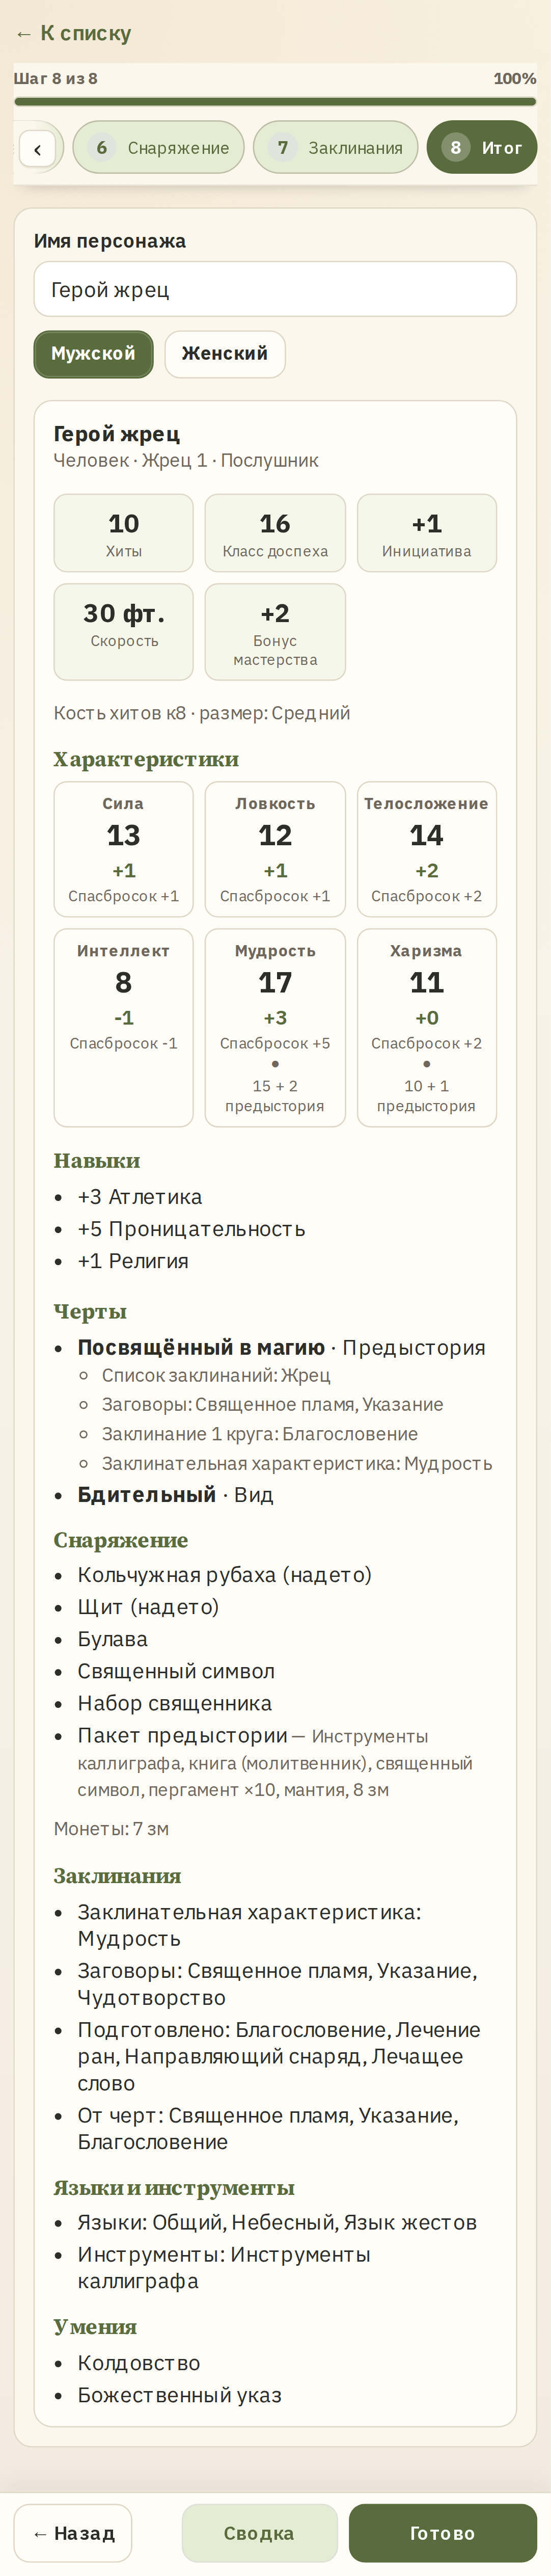 ← К списку
Шаг 8 из 8
100%
‹
6 Снаряжение
7 Заклинания
8 Итог
Имя персонажа
Герой жрец
Мужской
Женский
Герой жрец
Человек · Жрец 1 · Послушник
10
Хиты
16
Класс доспеха
+1
Инициатива
30 фт.
Скорость
+2
Бонус
мастерства
Кость хитов к8 · размер: Средний
Характеристики
Сила
13
+1
Спасбросок +1
Ловкость
12
+1
Спасбросок +1
Телосложение
14
+2
Спасбросок +2
Интеллект
8
-1
Спасбросок -1
Мудрость
17
+3
Спасбросок +5
•
15 + 2
предыстория
Харизма
11
+0
Спасбросок +2
•
10 + 1
предыстория
Навыки
• +3 Атлетика
• +5 Проницательность
• +1 Религия
Черты
• Посвящённый в магию · Предыстория
◦ Список заклинаний: Жрец
◦ Заговоры: Священное пламя, Указание
◦ Заклинание 1 круга: Благословение
◦ Заклинательная характеристика: Мудрость
• Бдительный · Вид
Снаряжение
• Кольчужная рубаха (надето)
• Щит (надето)
• Булава
• Священный символ
• Набор священника
• Пакет предыстории — Инструменты
каллиграфа, книга (молитвенник), священный
символ, пергамент ×10, мантия, 8 зм
Монеты: 7 зм
Заклинания
• Заклинательная характеристика:
Мудрость
• Заговоры: Священное пламя, Указание,
Чудотворство
• Подготовлено: Благословение, Лечение
ран, Направляющий снаряд, Лечащее
слово
• От черт: Священное пламя, Указание,
Благословение
Языки и инструменты
• Языки: Общий, Небесный, Язык жестов
• Инструменты: Инструменты
каллиграфа
Умения
• Колдовство
• Божественный указ
← Назад
Сводка
Готово